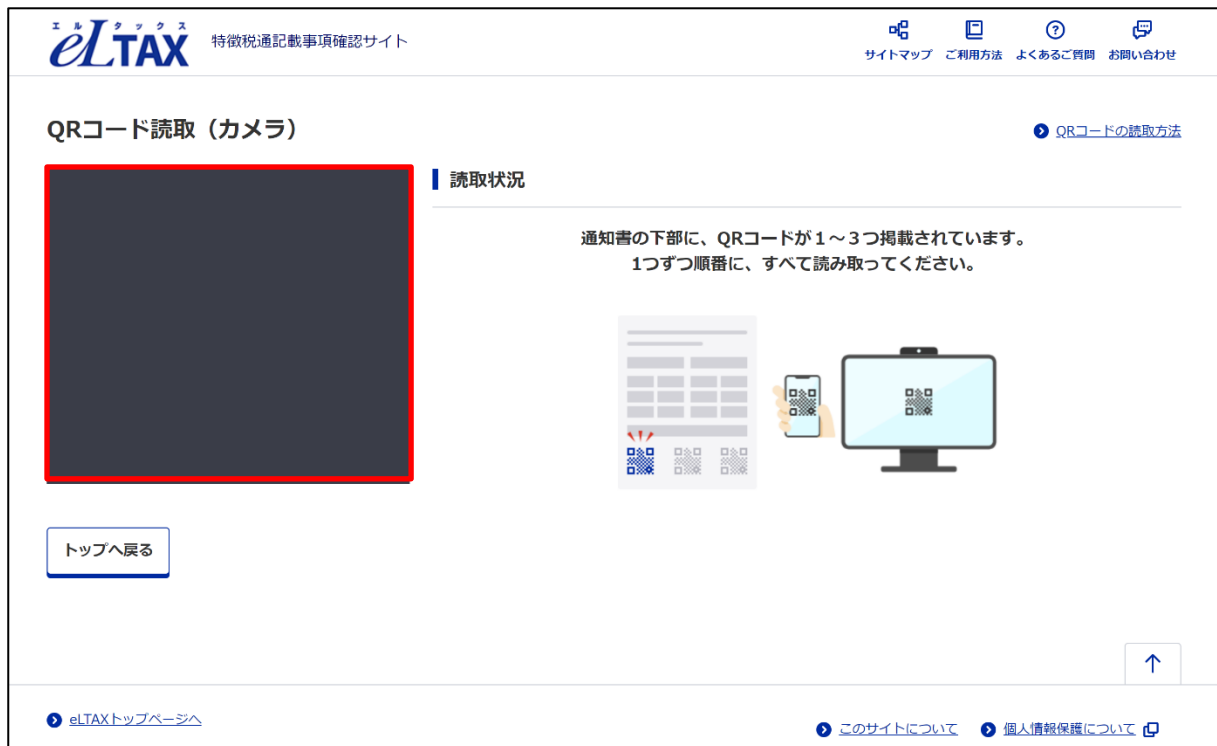 エルタックス
eLTAX
特徴税通記載事項確認サイト
サイトマップ
ご利用方法
よくあるご質問
お問い合わせ
QRコード読取（カメラ）
QRコードの読取方法
読取状況
通知書の下部に、QRコードが１～３つ掲載されています。
1つずつ順番に、すべて読み取ってください。
トップへ戻る
eLTAXトップページへ
このサイトについて
個人情報保護について